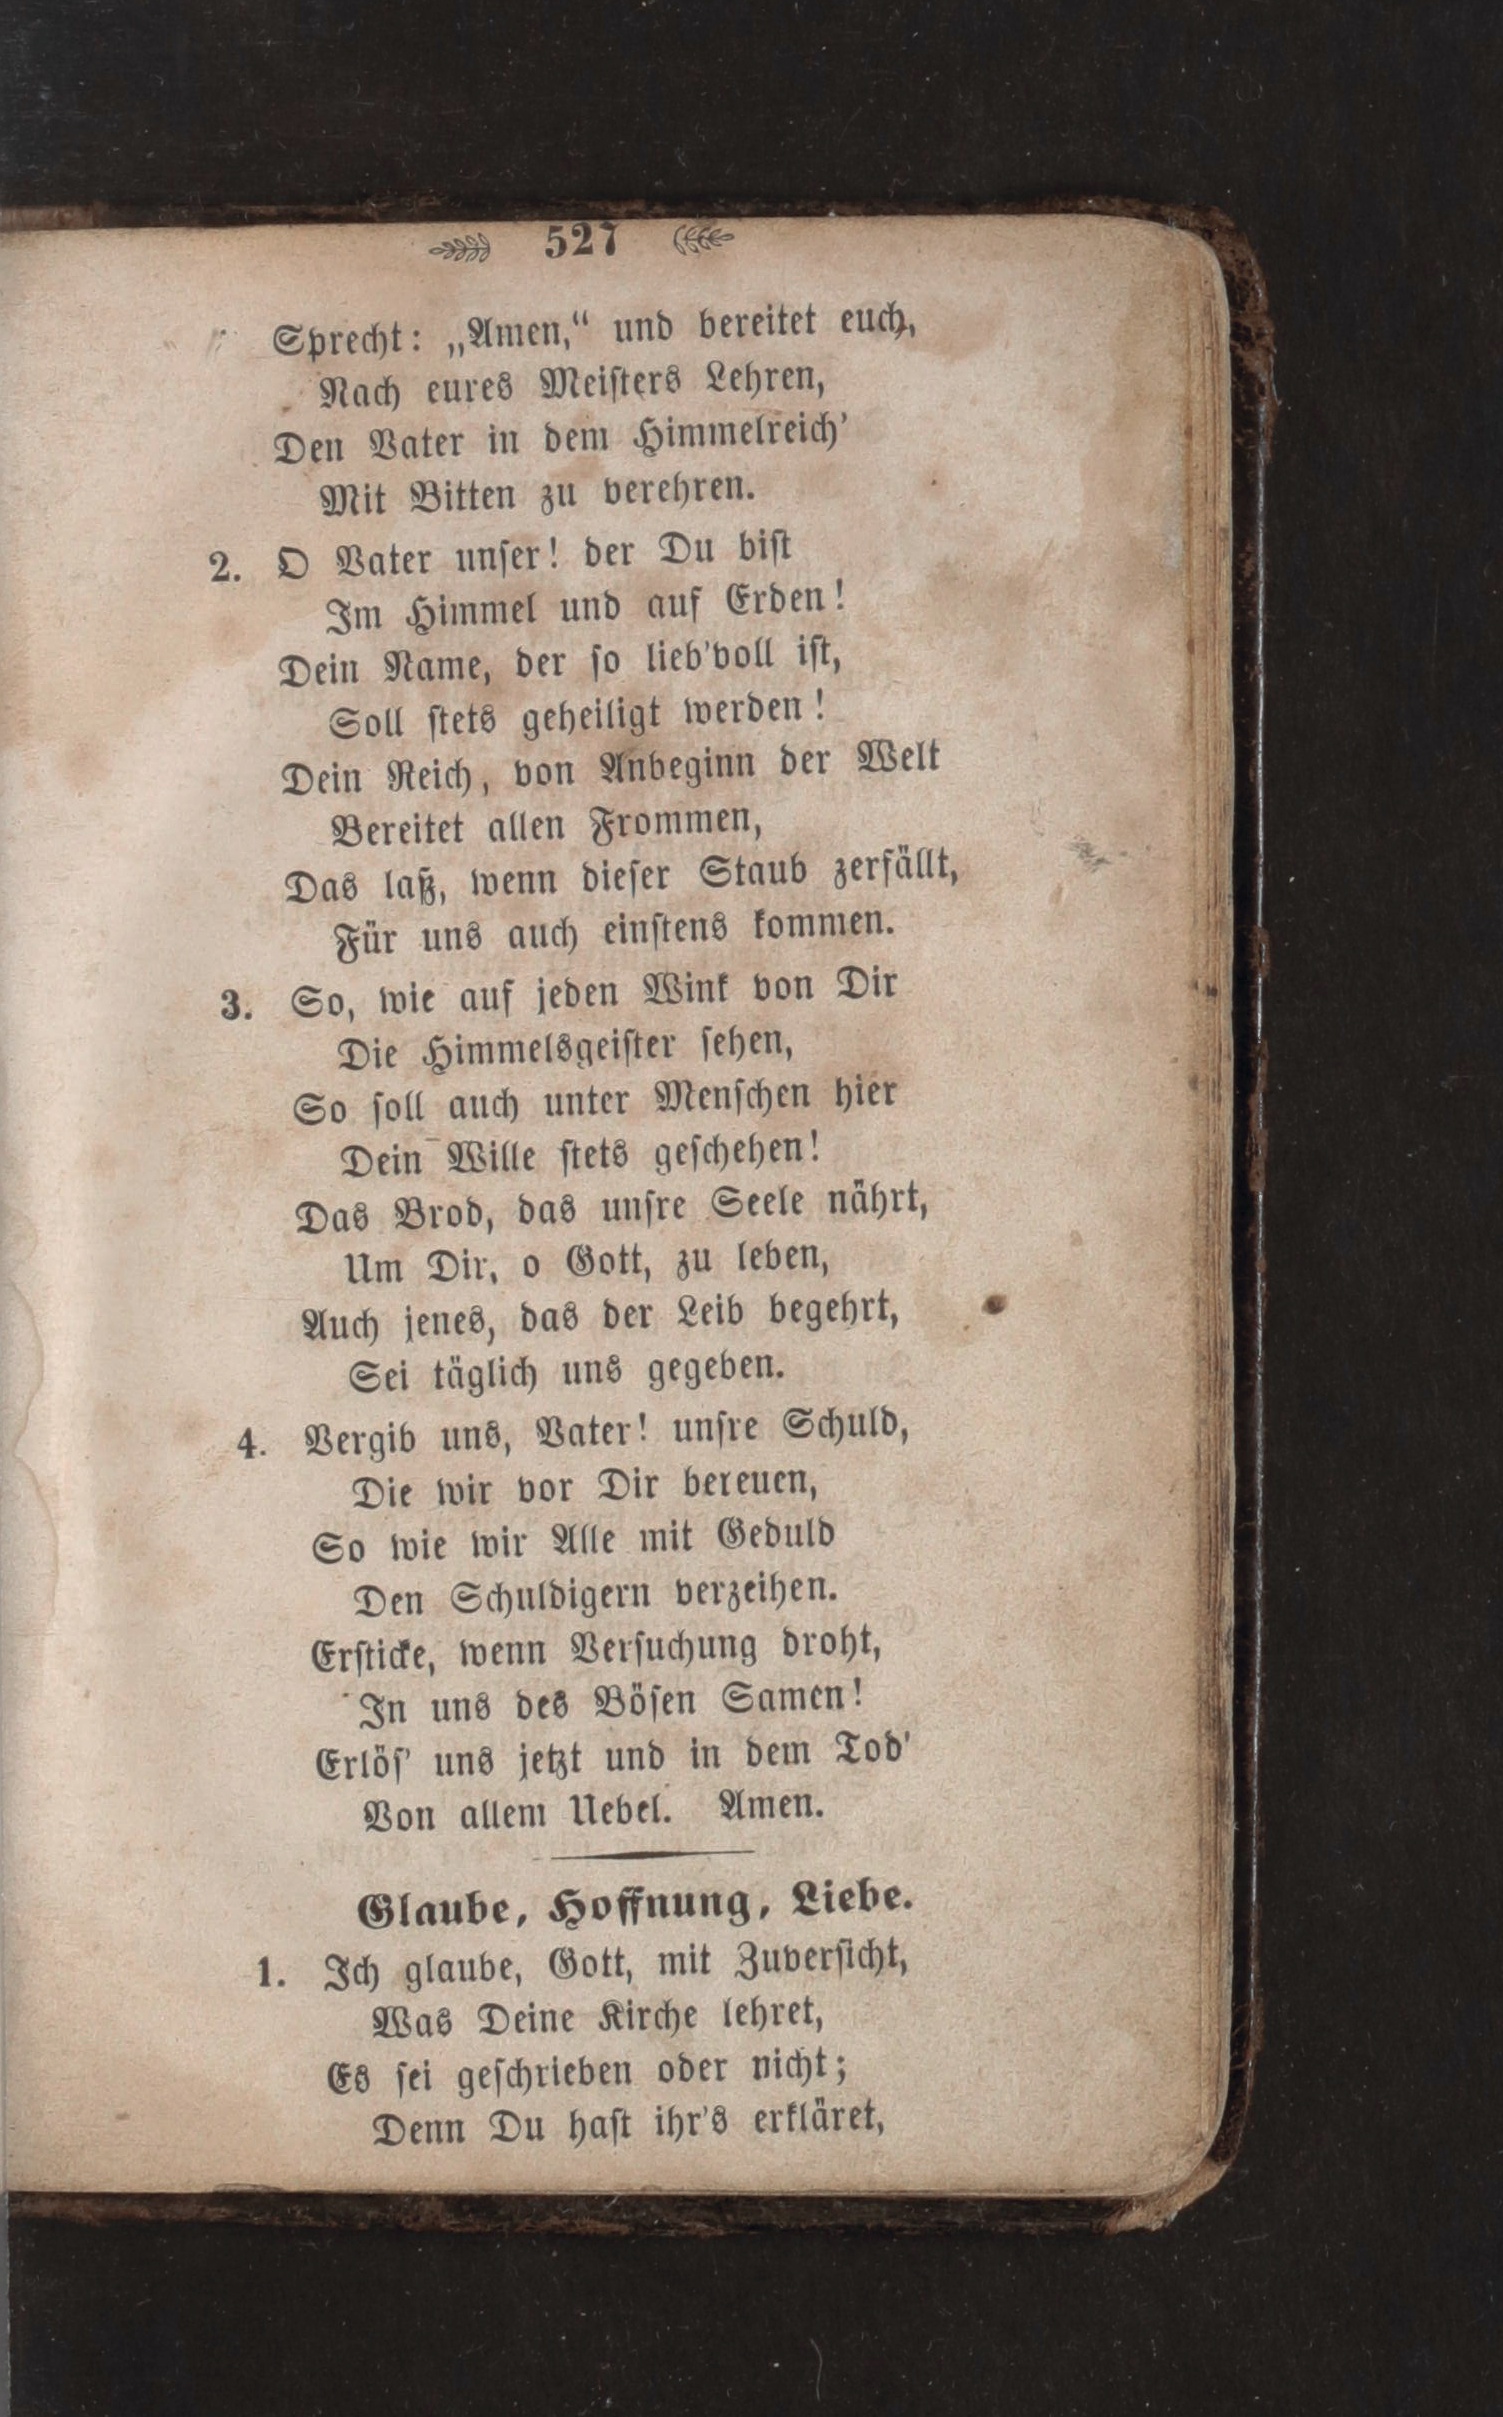 527
Sprecht: „Amen,“ und bereitet euch,
Nach eures Meiſters Lehren,
Den Vater in dem Himmelreich'
Mit Bitten zu verehren.
2. O Vater unſer! der Du biſt
Im Himmel und auf Erden!
Dein Name, der ſo lieb'voll iſt,
Soll ſtets geheiligt werden!
Dein Reich, von Anbeginn der Welt
Bereitet allen Frommen,
Das laß, wenn dieſer Staub zerfällt,
Für uns auch einſtens kommen.
3. So, wie auf jeden Wink von Dir
Die Himmelsgeiſter ſehen,
So ſoll auch unter Menſchen hier
Dein Wille ſtets geſchehen!
Das Brod, das unſre Seele nährt,
Um Dir, o Gott, zu leben,
Auch jenes, das der Leib begehrt,
Sei täglich uns gegeben.
4. Vergib uns, Vater! unſre Schuld,
Die wir vor Dir bereuen,
So wie wir Alle mit Geduld
Den Schuldigern verzeihen.
Erſticke, wenn Verſuchung droht,
In uns des Böſen Samen!
Erlöſ' uns jetzt und in dem Tod'
Von allem Uebel. Amen.
Glaube, Hoffnung, Liebe.
1. Ich glaube, Gott, mit Zuverſicht,
Was Deine Kirche lehret,
Es ſei geſchrieben oder nicht;
Denn Du haſt ihr's erkläret,